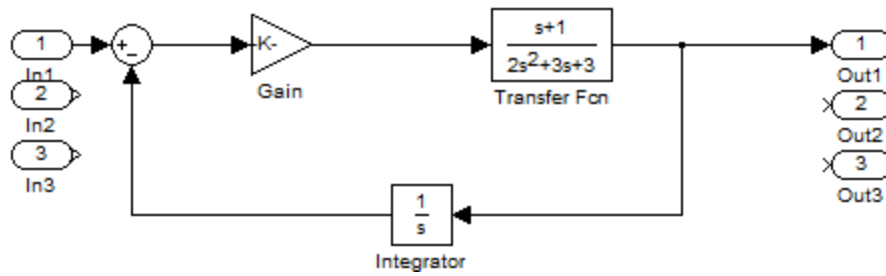 1
In1
2
In2
3
In3
+
−
K-
Gain
s+1
2s²+3s+3
Transfer Fcn
1
s
Integrator
1
Out1
2
Out2
3
Out3